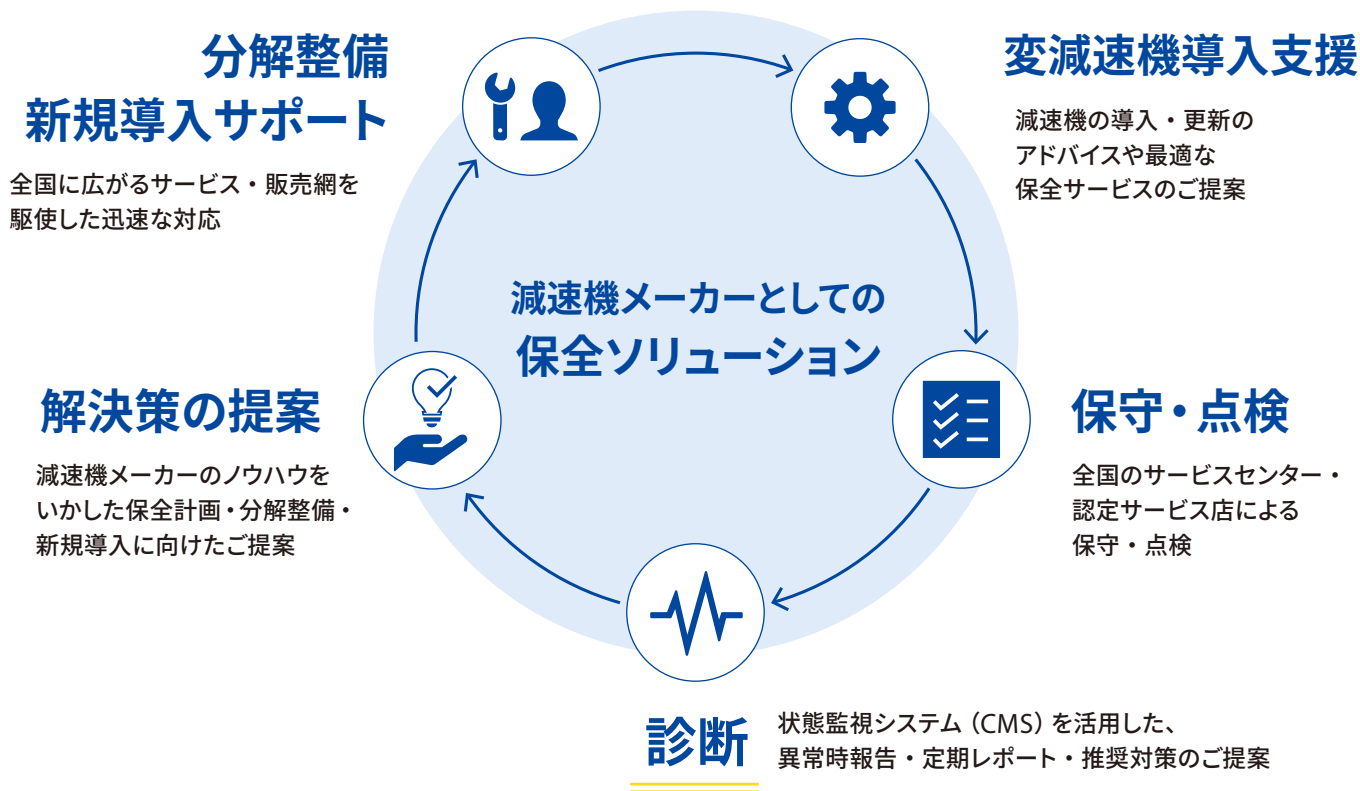 分解整備
新規導入サポート
全国に広がるサービス・販売網を
駆使した迅速な対応
変減速機導入支援
減速機の導入・更新の
アドバイスや最適な
保全サービスのご提案
減速機メーカーとしての
保全ソリューション
解決策の提案
減速機メーカーのノウハウを
いかした保全計画・分解整備・
新規導入に向けたご提案
保守・点検
全国のサービスセンター・
認定サービス店による
保守・点検
診断
状態監視システム（CMS）を活用した、
異常時報告・定期レポート・推奨対策のご提案